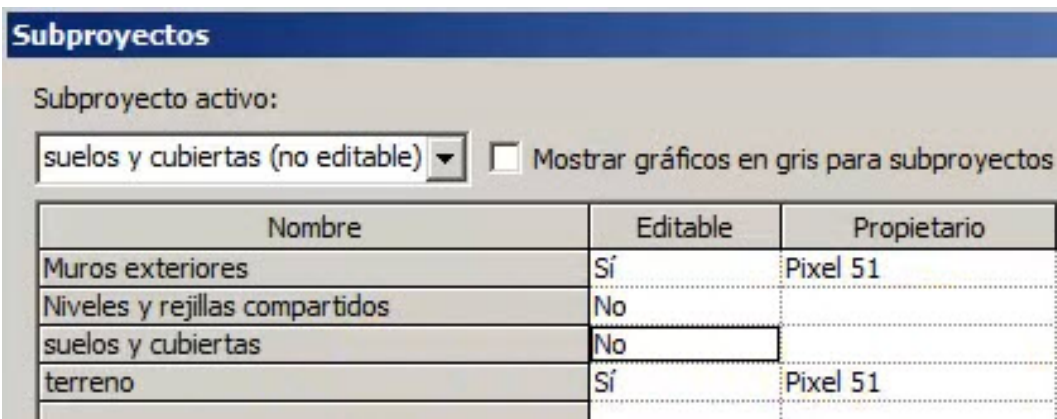 Subproyectos
Subproyecto activo:
suelos y cubiertas (no editable) Mostrar gráficos en gris para subproyectos
Nombre Editable Propietario
Muros exteriores Sí Pixel 51
Niveles y rejillas compartidos No
suelos y cubiertas No
terreno Sí Pixel 51